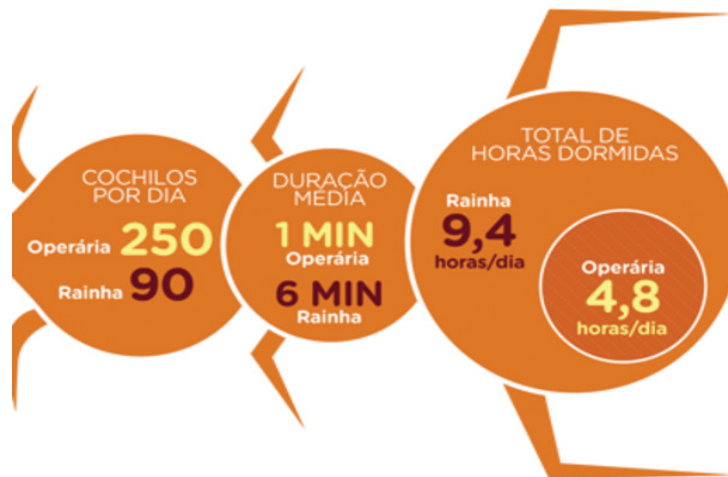 COCHILOS
POR DIA
Operária 250
Rainha 90
DURAÇÃO
MÉDIA
1 MIN
Operária
6 MIN
Rainha
TOTAL DE
HORAS DORMIDAS
Rainha
9,4
horas/dia
Operária
4,8
horas/dia